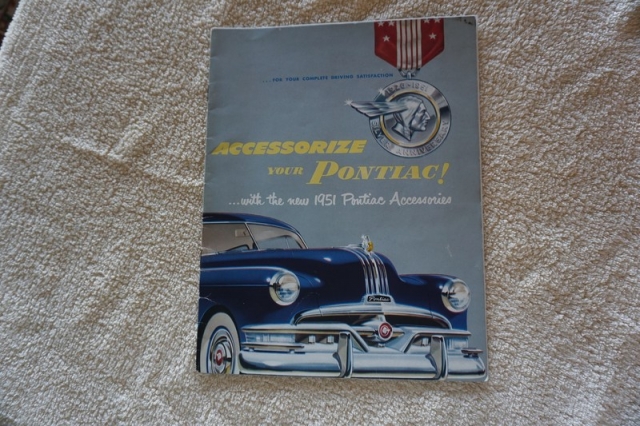 ....FOR YOUR COMPLETE DRIVING SATISFACTION
ACCESSORIZE
YOUR PONTIAC!
...with the new 1951 Pontiac Accessories
Pontiac